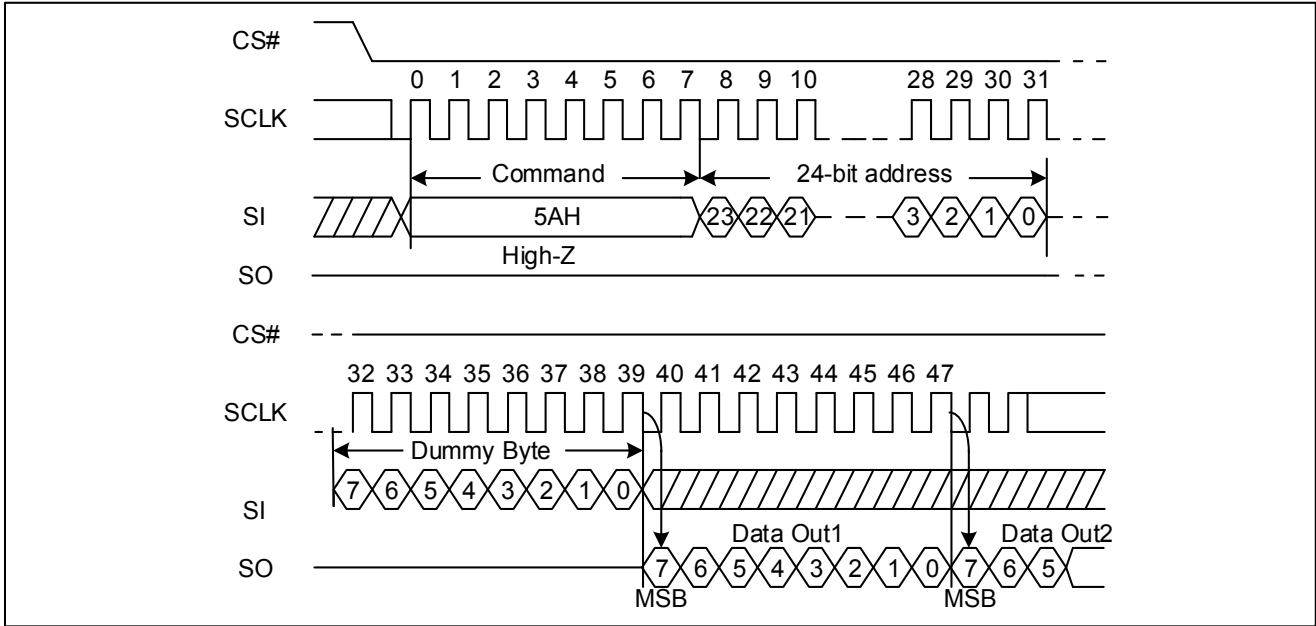 CS#
0 1 2 3 4 5 6 7 8 9 10 28 29 30 31
SCLK
Command 24-bit address
SI 5AH 23 22 21 3 2 1 0
High-Z
SO
CS#
32 33 34 35 36 37 38 39 40 41 42 43 44 45 46 47
SCLK
Dummy Byte
7 6 5 4 3 2 1 0
SI
Data Out1 Data Out2
SO 7 6 5 4 3 2 1 0 7 6 5
MSB MSB